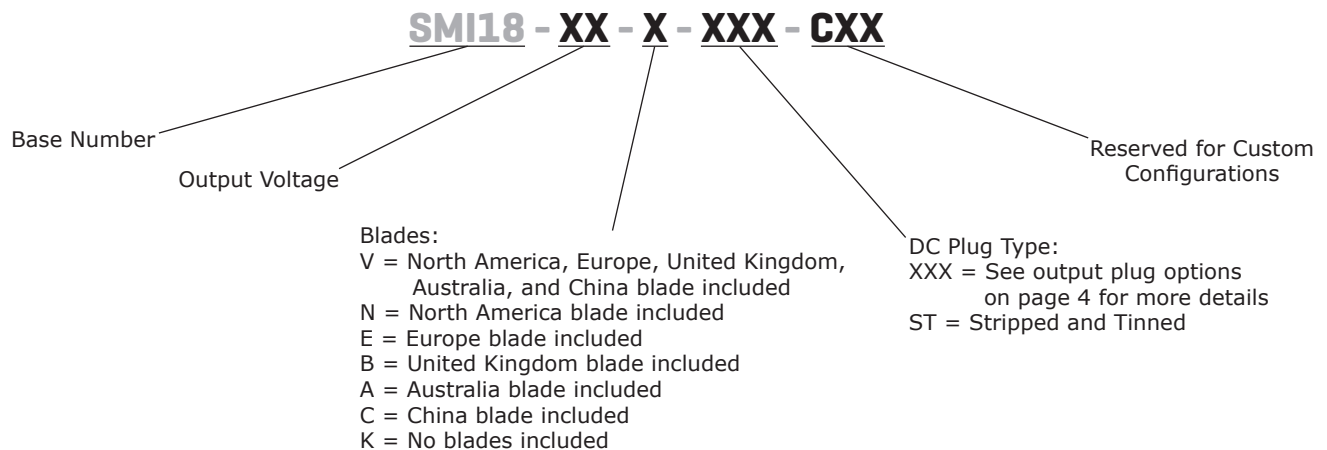 SMI18 - XX - X - XXX - CXX
Base Number
Output Voltage
Blades:
V = North America, Europe, United Kingdom,
Australia, and China blade included
N = North America blade included
E = Europe blade included
B = United Kingdom blade included
A = Australia blade included
C = China blade included
K = No blades included
DC Plug Type:
XXX = See output plug options
on page 4 for more details
ST = Stripped and Tinned
Reserved for Custom
Configurations